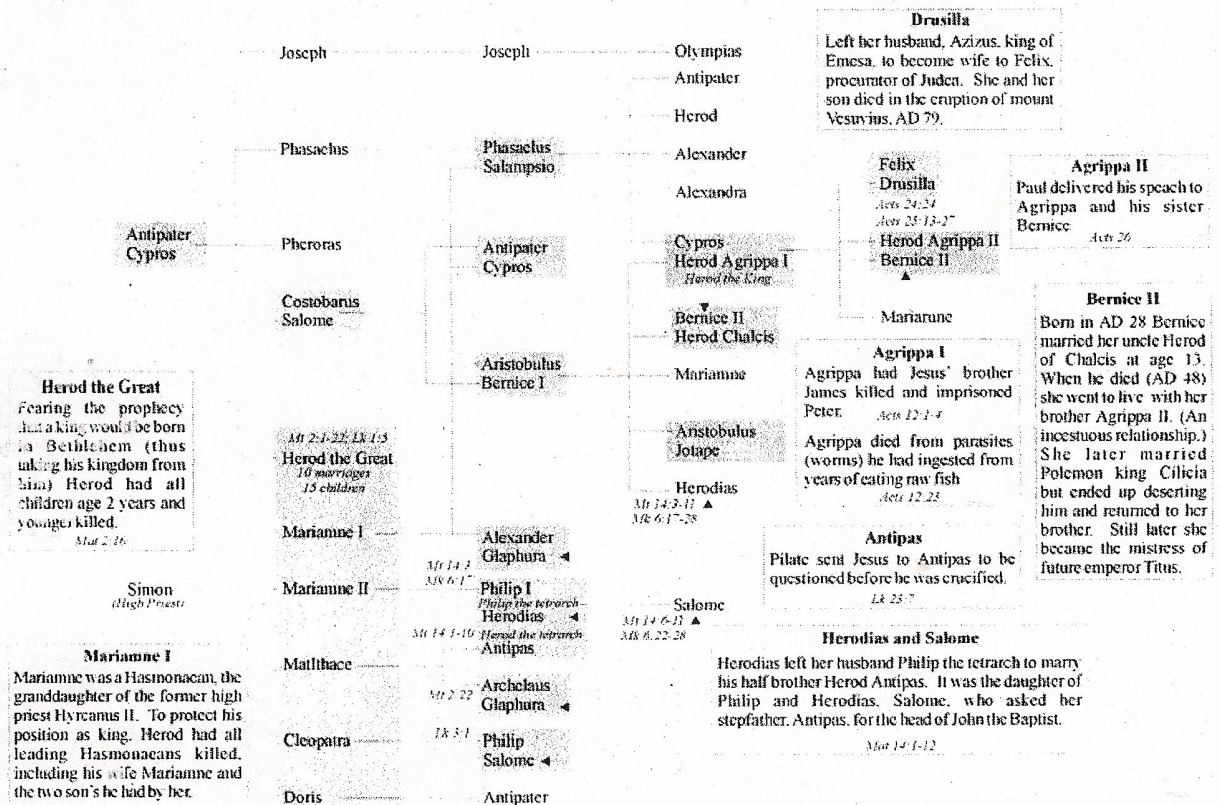 Drusilla
Left her husband, Azizus, king of
Emesa, to become wife to Felix,
procurator of Judea. She and her
son died in the eruption of mount
Vesuvius, AD 79.
Joseph
Joseph
Olympias
Antipater
Herod
Phasaelus
Phasaelus
Salampsio
Alexander
Alexandra
Felix
Drusilla
Acts 24:24
Acts 25:13-27
Herod Agrippa II
Bernice II
▲
Mariamne
Agrippa II
Paul delivered his speach to
Agrippa and his sister
Bernice
Acts 26
Antipater
Cypros
Pheroras
Antipater
Cypros
Cypros
Herod Agrippa I
Herod the King
Costobarus
Salome
▼
Bernice II
Herod Chalcis
Aristobulus
Bernice I
Mariamne
Aristobulus
Jotape
Herodias
Mt 14:3-11 ▲
Mk 6:17-28
Agrippa I
Agrippa had Jesus' brother
James killed and imprisoned
Peter.
Acts 12:1-4
Agrippa died from parasites
(worms) he had ingested from
years of eating raw fish
Acts 12:23
Bernice II
Born in AD 28 Bernice
married her uncle Herod
of Chalcis at age 13.
When he died (AD 48)
she went to live with her
brother Agrippa II. (An
incestuous relationship.)
She later married
Polemon king Cilicia
but ended up deserting
him and returned to her
brother. Still later she
became the mistress of
future emperor Titus.
Herod the Great
Fearing the prophecy
that a king would be born
in Bethlehem (thus
taking his kingdom from
him) Herod had all
children age 2 years and
younger killed.
Mat 2:16
Mt 2:1-22; Lk 1:5
Herod the Great
10 marriages
15 children
Mariamne I
Alexander
Glaphura ◄
Antipas
Pilate sent Jesus to Antipas to be
questioned before he was crucified.
Lk 23:7
Simon
(High Priest)
Mariamne II
Mt 14:3
Mk 6:17
Philip I
Philip the tetrarch
Herodias ◄
Mt 14:1-10 Herod the tetrarch
Antipas
Salome
Mt 14:6-11 ▲
Mk 6:22-28
Mariamne I
Mariamne was a Hasmonaean, the
granddaughter of the former high
priest Hyrcanus II. To protect his
position as king, Herod had all
leading Hasmonaeans killed,
including his wife Mariamne and
the two son's he had by her.
Matlthace
Mt 2:22
Archelaus
Glaphura ◄
Cleopatra
Lk 3:1
Philip
Salome ◄
Doris
Antipater
Herodias and Salome
Herodias left her husband Philip the tetrarch to marry
his half brother Herod Antipas. It was the daughter of
Philip and Herodias, Salome, who asked her
stepfather, Antipas, for the head of John the Baptist.
Mat 14:1-12